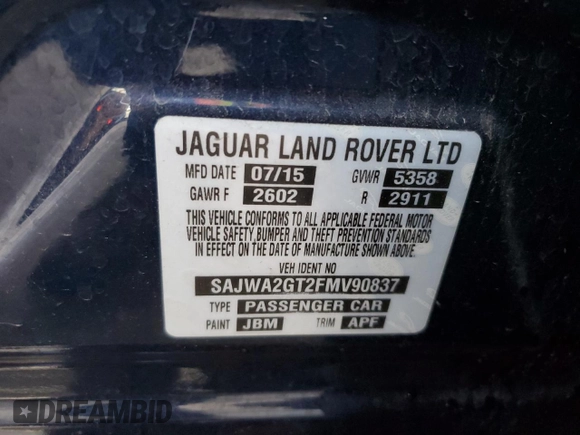 JAGUAR LAND ROVER LTD
MFD DATE 07/15 GVWR 5358
GAWR F 2602 R 2911
THIS VEHICLE CONFORMS TO ALL APPLICABLE FEDERAL MOTOR
VEHICLE SAFETY, BUMPER AND THEFT PREVENTION STANDARDS
IN EFFECT ON THE DATE OF MANUFACTURE SHOWN ABOVE.
VEH IDENT NO
SAJWA2GT2FMV90837
TYPE PASSENGER CAR
PAINT JBM TRIM APF
DREAMBID